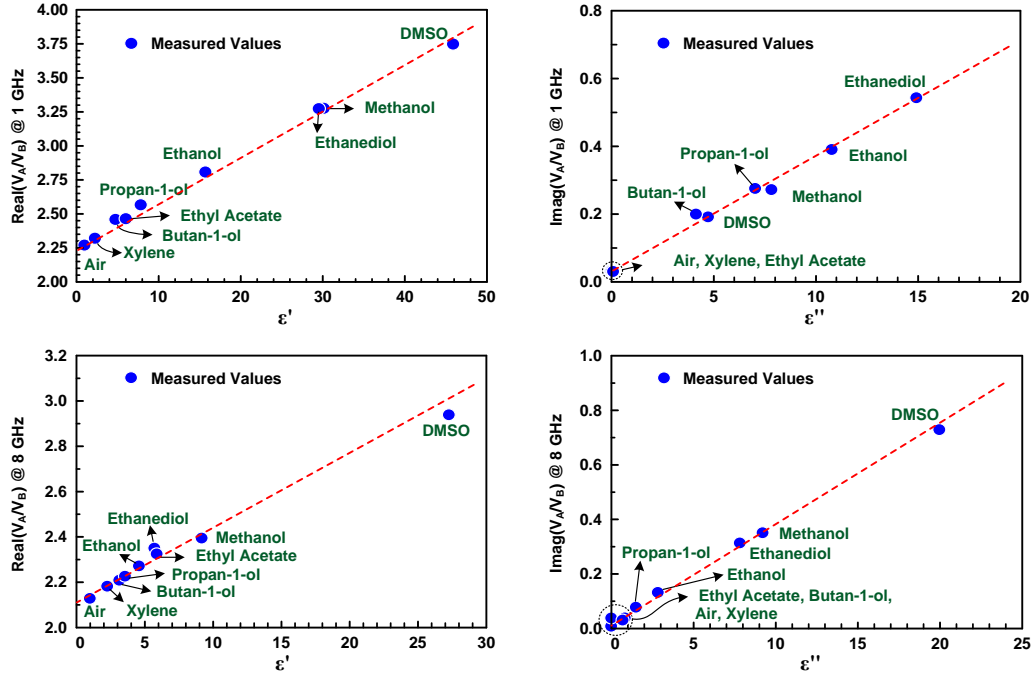 Real(VA/VB) @ 1 GHz
4.00
3.75
3.50
3.25
3.00
2.75
2.50
2.25
2.00
Measured Values
DMSO
Methanol
Ethanediol
Ethanol
Propan-1-ol
Ethyl Acetate
Butan-1-ol
Xylene
Air
0 10 20 30 40 50
ε'
Imag(VA/VB) @ 1 GHz
0.8
0.6
0.4
0.2
0.0
Measured Values
Ethanediol
Propan-1-ol
Ethanol
Butan-1-ol
Methanol
DMSO
Air, Xylene, Ethyl Acetate
0 5 10 15 20
ε''
Real(VA/VB) @ 8 GHz
3.2
3.0
2.8
2.6
2.4
2.2
2.0
Measured Values
DMSO
Ethanediol
Methanol
Ethanol
Ethyl Acetate
Propan-1-ol
Butan-1-ol
Xylene
Air
0 5 10 15 20 25 30
ε'
Imag(VA/VB) @ 8 GHz
1.0
0.8
0.6
0.4
0.2
0.0
Measured Values
DMSO
Methanol
Ethanediol
Propan-1-ol
Ethanol
Ethyl Acetate, Butan-1-ol,
Air, Xylene
0 5 10 15 20 25
ε''